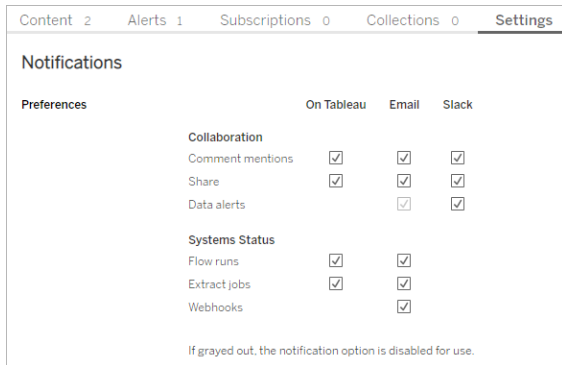 Content 2 Alerts 1 Subscriptions 0 Collections 0 Settings
Notifications
Preferences On Tableau Email Slack
Collaboration
Comment mentions
Share
Data alerts
Systems Status
Flow runs
Extract jobs
Webhooks
If grayed out, the notification option is disabled for use.